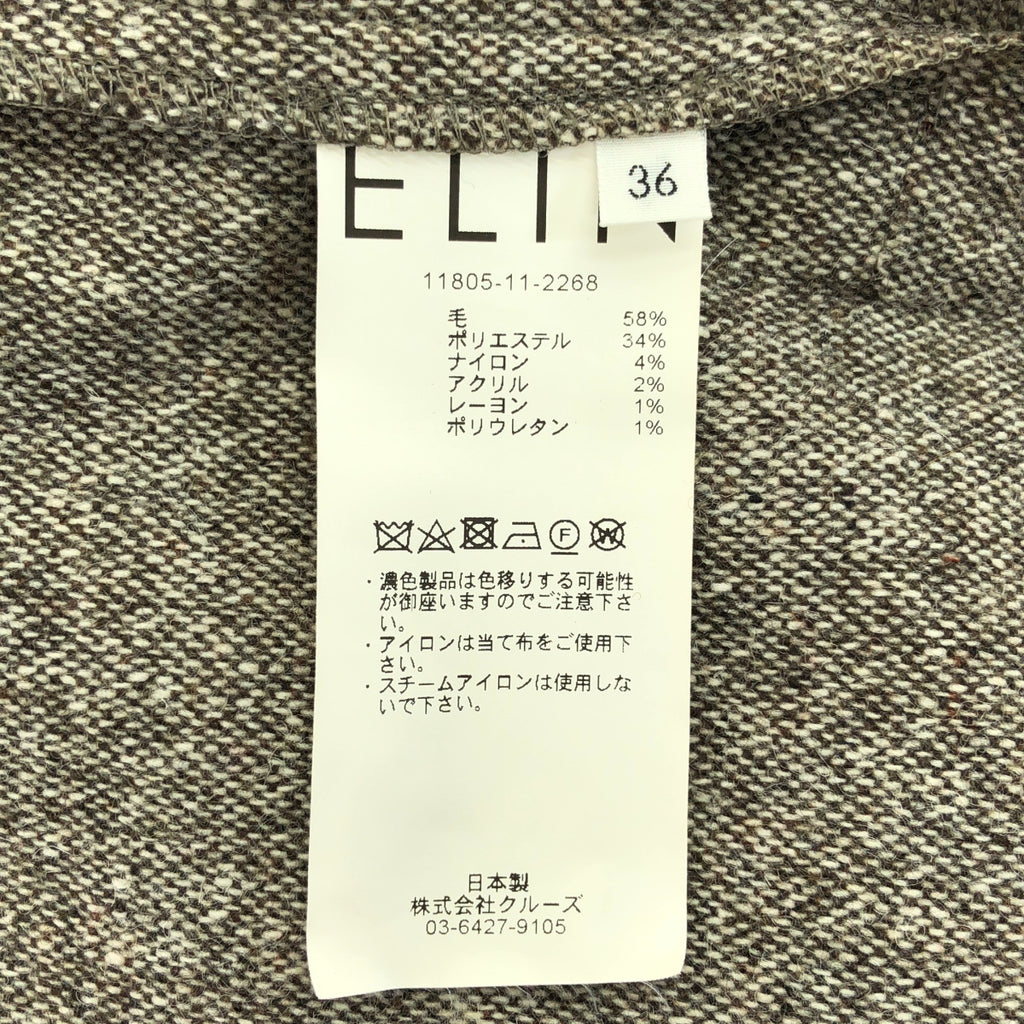 ELIN
36
11805-11-2268
毛 58%
ポリエステル 34%
ナイロン 4%
アクリル 2%
レーヨン 1%
ポリウレタン 1%
F W
・濃色製品は色移りする可能性
が御座いますのでご注意下さ
い。
・アイロンは当て布をご使用下
さい。
・スチームアイロンは使用しな
いで下さい。
日本製
株式会社クルーズ
03-6427-9105